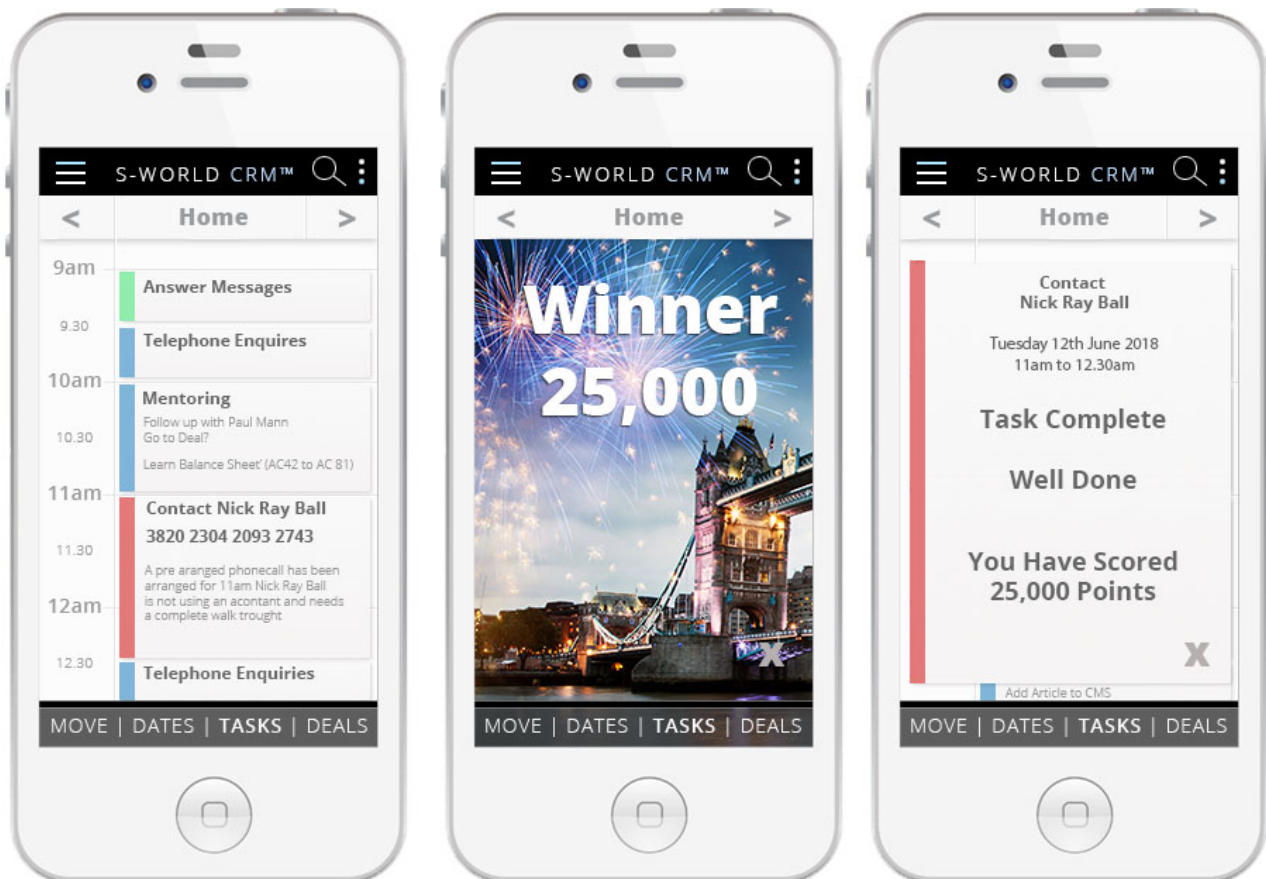 S-WORLD CRM™
< Home >
9am
Answer Messages
9.30
Telephone Enquires
10am
Mentoring
Follow up with Paul Mann
10.30
Go to Deal?
Learn Balance Sheet' (AC42 to AC 81)
11am
Contact Nick Ray Ball
3820 2304 2093 2743
11.30
A pre aranged phonecall has been
arranged for 11am Nick Ray Ball
is not using an acontant and needs
12am
a complete walk trought
12.30
Telephone Enquiries
MOVE | DATES | TASKS | DEALS
S-WORLD CRM™
< Home >
Winner
25,000
X
MOVE | DATES | TASKS | DEALS
S-WORLD CRM™
< Home >
Contact
Nick Ray Ball
Tuesday 12th June 2018
11am to 12.30am
Task Complete
Well Done
You Have Scored
25,000 Points
X
Add Article to CMS
MOVE | DATES | TASKS | DEALS